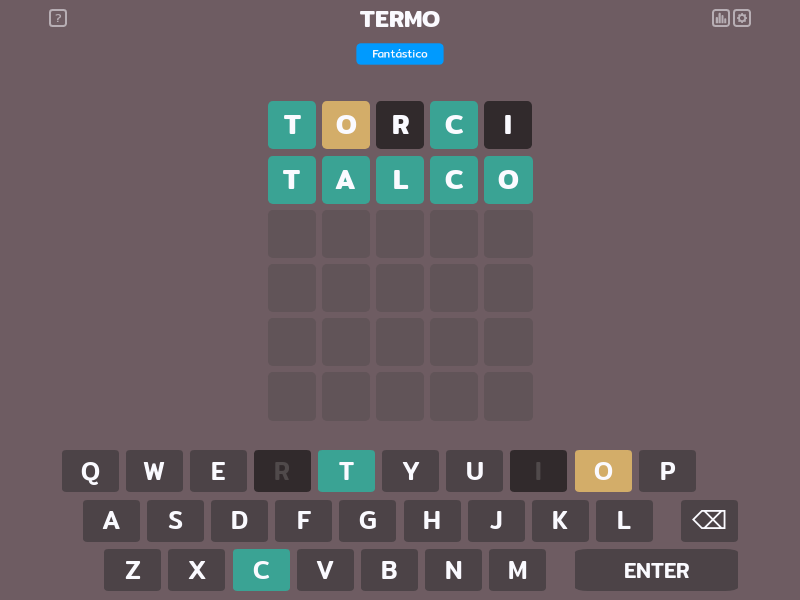 ?
TERMO
Fantástico
T O R C I
T A L C O
Q W E R T Y U I O P
A S D F G H J K L ⌫
Z X C V B N M ENTER